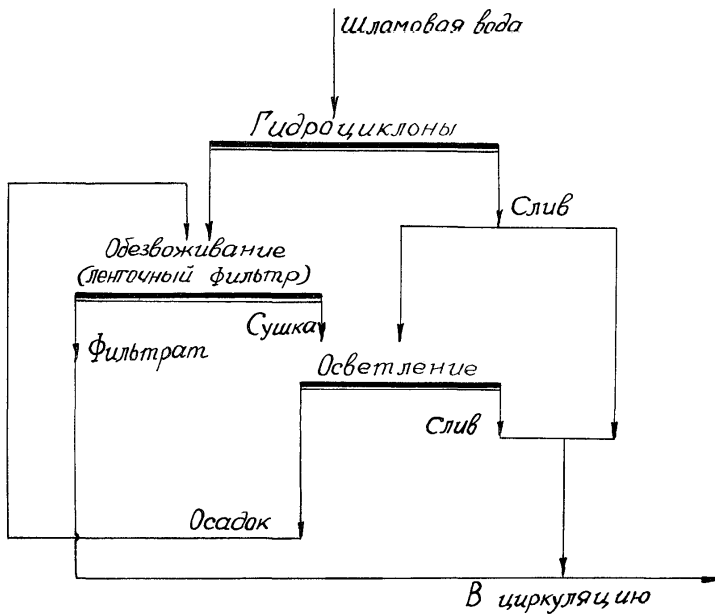 Шламовая вода
Гидроциклоны
Слив
Обезвоживание
(ленточный фильтр)
Сушка
Фильтрат
Осветление
Слив
Осадок
В циркуляцию